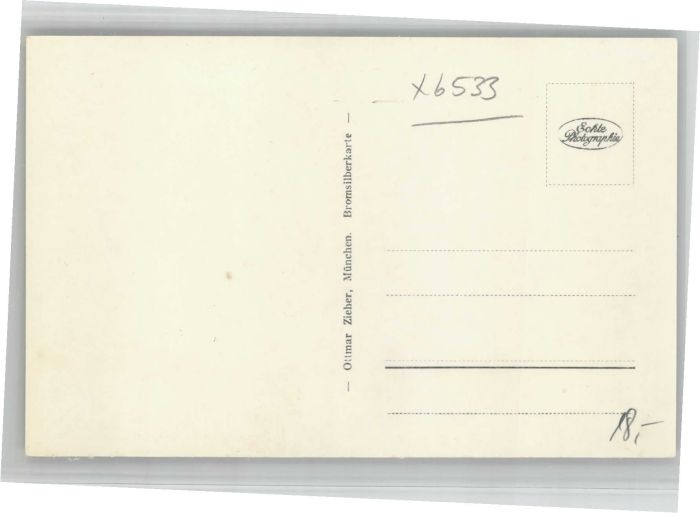 x6533
Echte
Photographie
— Ottmar Zieher, München. Bromsilberkarte —
18,-